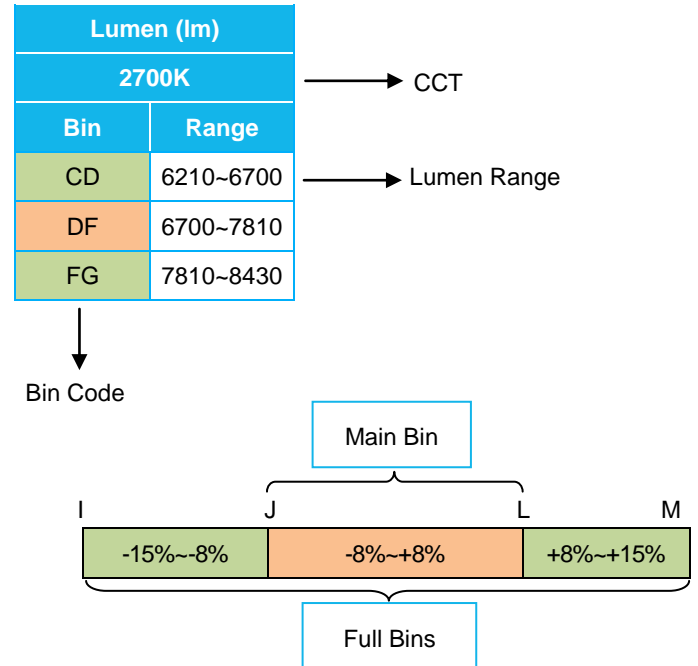 Lumen (lm)
2700K
CCT
Bin Range
CD 6210~6700
Lumen Range
DF 6700~7810
FG 7810~8430
Bin Code
Main Bin
I J L M
-15%~-8% -8%~+8% +8%~+15%
Full Bins